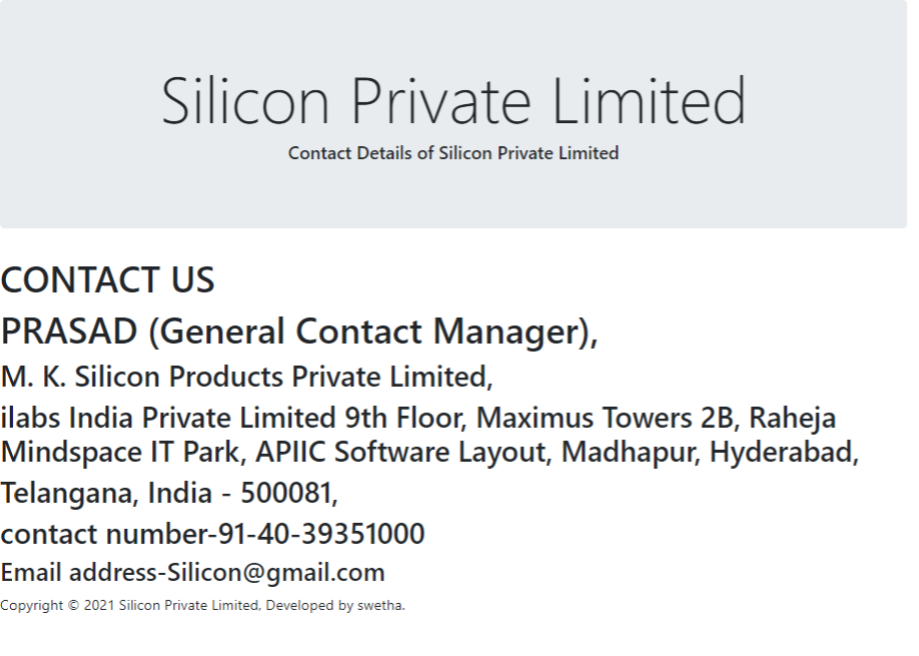 Silicon Private Limited
Contact Details of Silicon Private Limited
CONTACT US
PRASAD (General Contact Manager),
M. K. Silicon Products Private Limited,
ilabs India Private Limited 9th Floor, Maximus Towers 2B, Raheja
Mindspace IT Park, APIIC Software Layout, Madhapur, Hyderabad,
Telangana, India - 500081,
contact number-91-40-39351000
Email address-Silicon@gmail.com
Copyright © 2021 Silicon Private Limited, Developed by swetha.